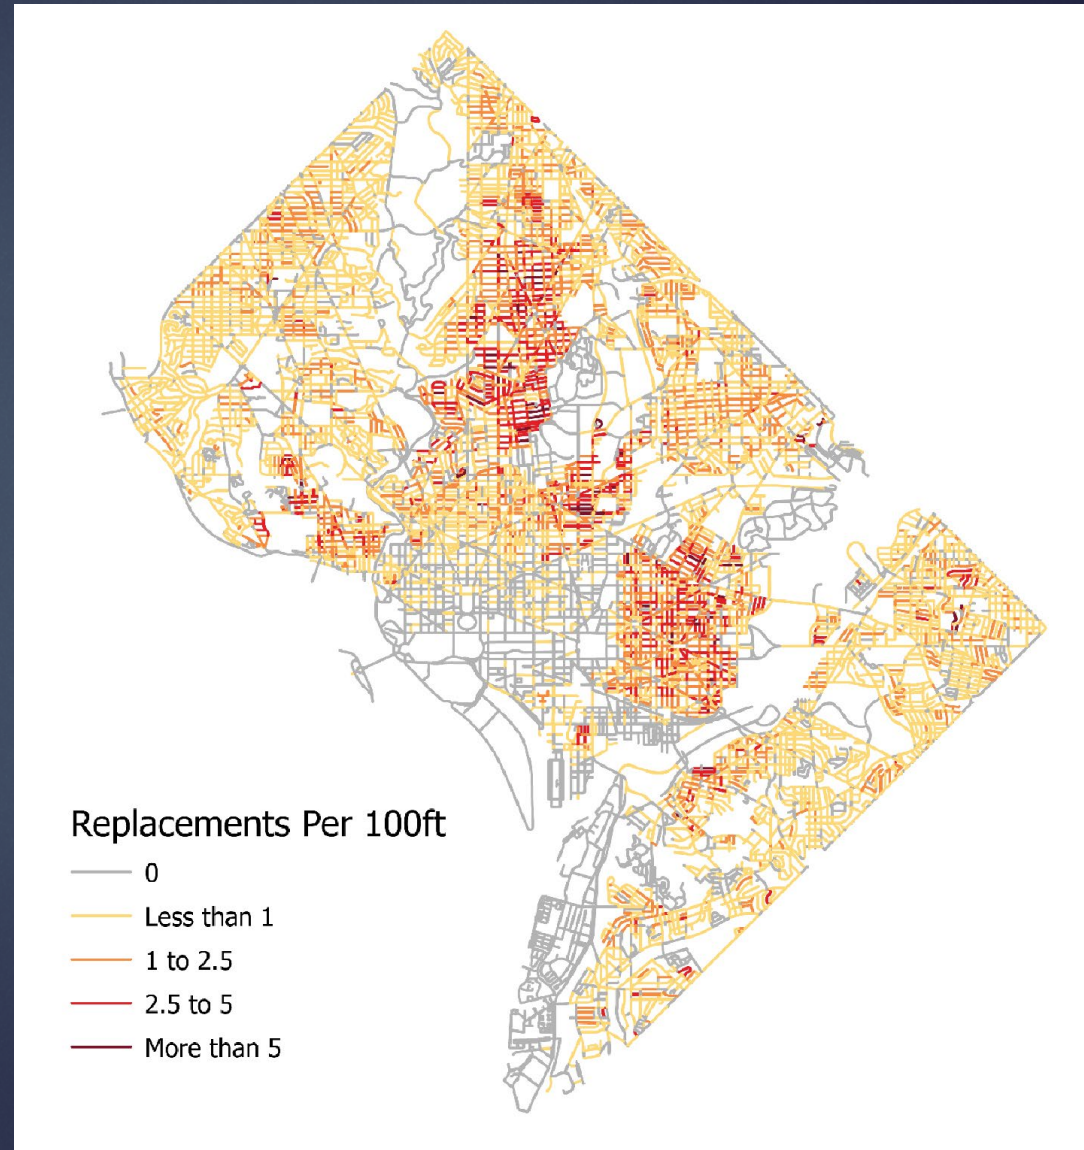 Replacements Per 100ft
0
Less than 1
1 to 2.5
2.5 to 5
More than 5